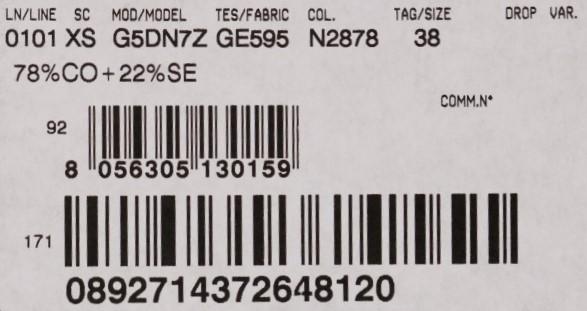 LN/LINE SC MOD/MODEL TES/FABRIC COL. TAG/SIZE DROP VAR.
0101 XS G5DN7Z GE595 N2878 38
78%CO+22%SE
COMM.N*
92
8 056305 130159
171
0892714372648120